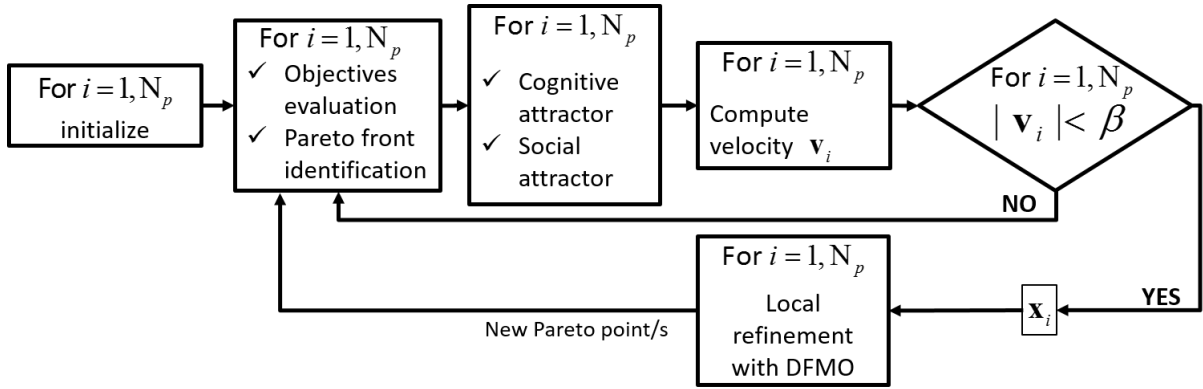 For i = 1, N_p
initialize
For i = 1, N_p
✓ Objectives
evaluation
✓ Pareto front
identification
For i = 1, N_p
✓ Cognitive
attractor
✓ Social
attractor
For i = 1, N_p
Compute
velocity v_i
For i = 1, N_p
| v_i | < β
NO
YES
x_i
For i = 1, N_p
Local
refinement
with DFMO
New Pareto point/s